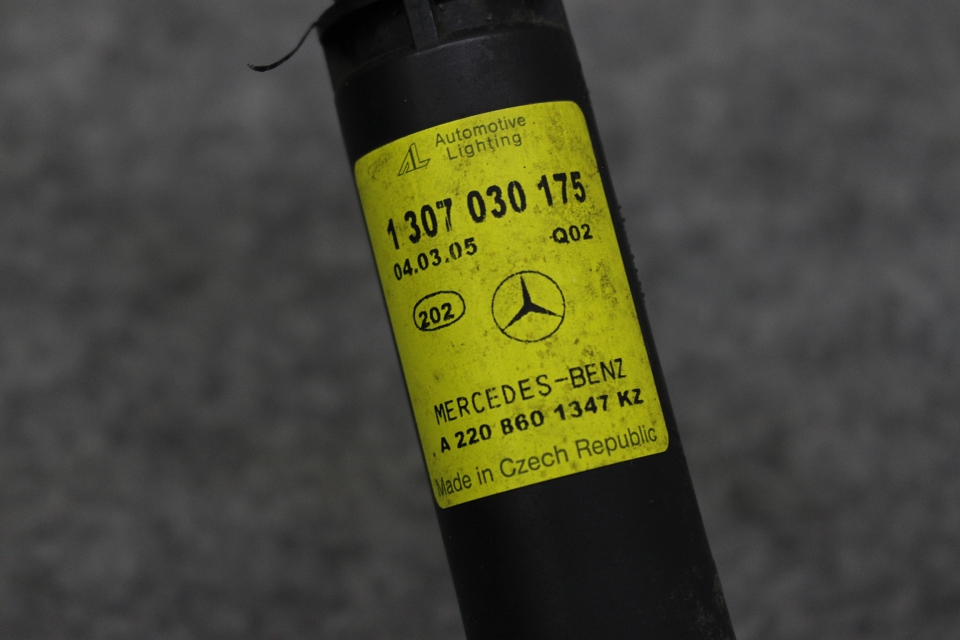 AL Automotive
Lighting
1 307 030 175
04.03.05 Q02
202
MERCEDES-BENZ
A 220 860 1347 KZ
Made in Czech Republic